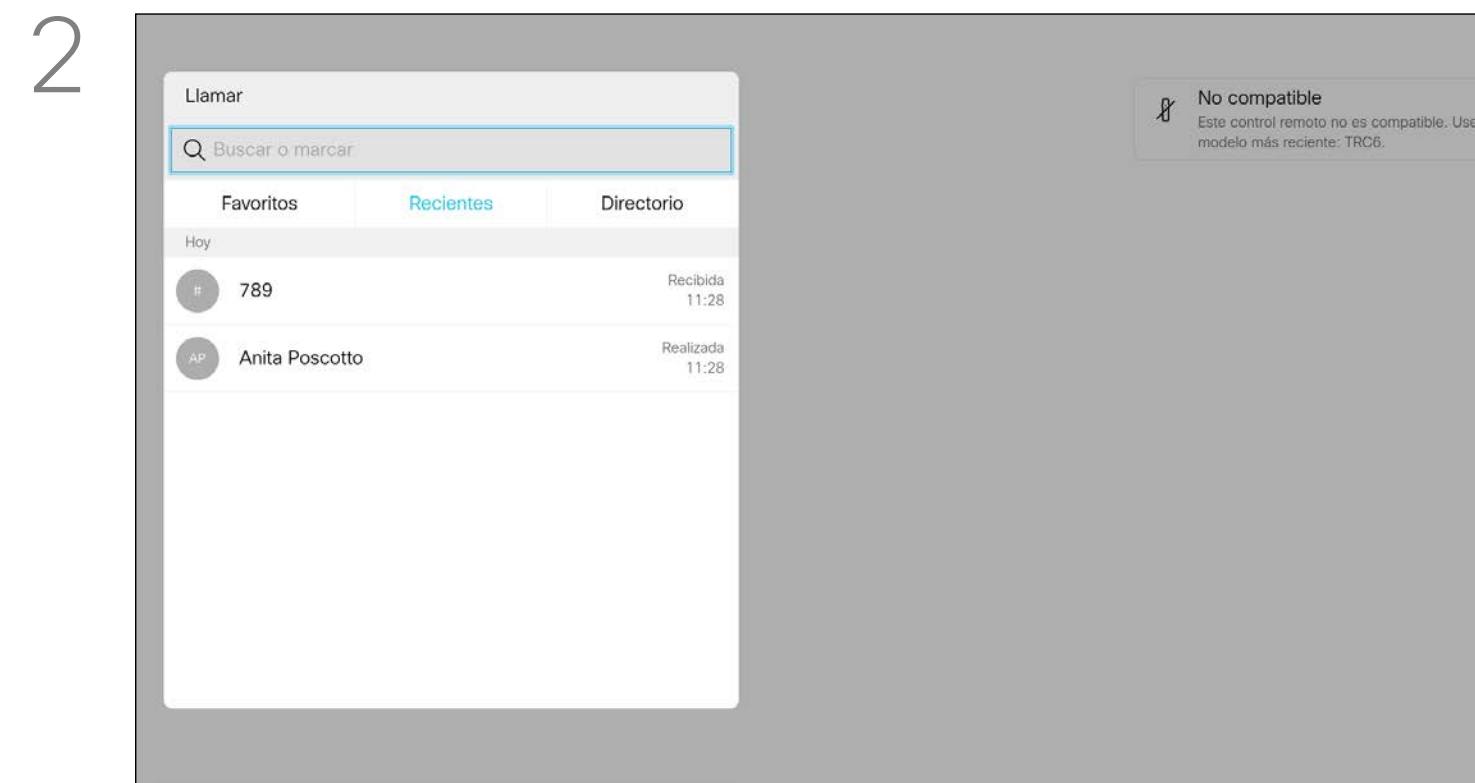 2
Llamar
Buscar o marcar
Favoritos Recientes Directorio
Hoy
# 789 Recibida
11:28
AP Anita Poscotto Realizada
11:28
No compatible
Este control remoto no es compatible. Use
modelo más reciente: TRC6.